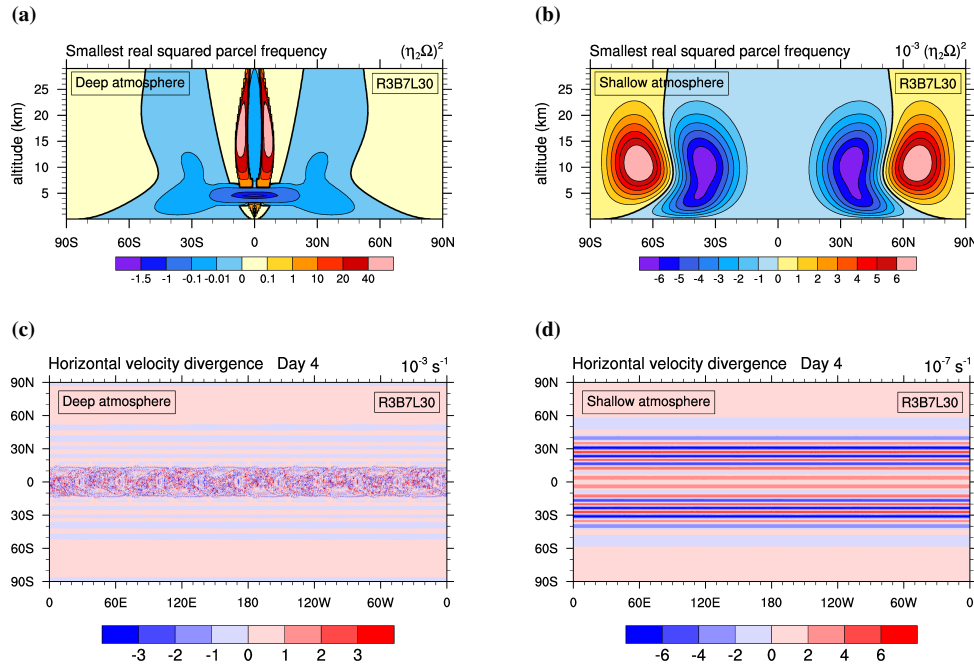 (a)
Smallest real squared parcel frequency (η₂Ω)²
Deep atmosphere R3B7L30
altitude (km)
25
20
15
10
5
90S 60S 30S 0 30N 60N 90N
-1.5 -1 -0.1 -0.01 0 0.1 1 10 20 40
(b)
Smallest real squared parcel frequency 10⁻³ (η₂Ω)²
Shallow atmosphere R3B7L30
altitude (km)
25
20
15
10
5
90S 60S 30S 0 30N 60N 90N
-6 -5 -4 -3 -2 -1 0 1 2 3 4 5 6
(c)
Horizontal velocity divergence Day 4 10⁻³ s⁻¹
Deep atmosphere R3B7L30
90N
60N
30N
0
30S
60S
90S
0 60E 120E 180 120W 60W 0
-3 -2 -1 0 1 2 3
(d)
Horizontal velocity divergence Day 4 10⁻⁷ s⁻¹
Shallow atmosphere R3B7L30
90N
60N
30N
0
30S
60S
90S
0 60E 120E 180 120W 60W 0
-6 -4 -2 0 2 4 6